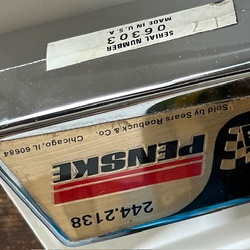 SERIAL NUMBER
06303
MADE IN U.S.A
244.2138
PENSKE
Sold by Sears Roebuck & Co.
Chicago, IL 60684